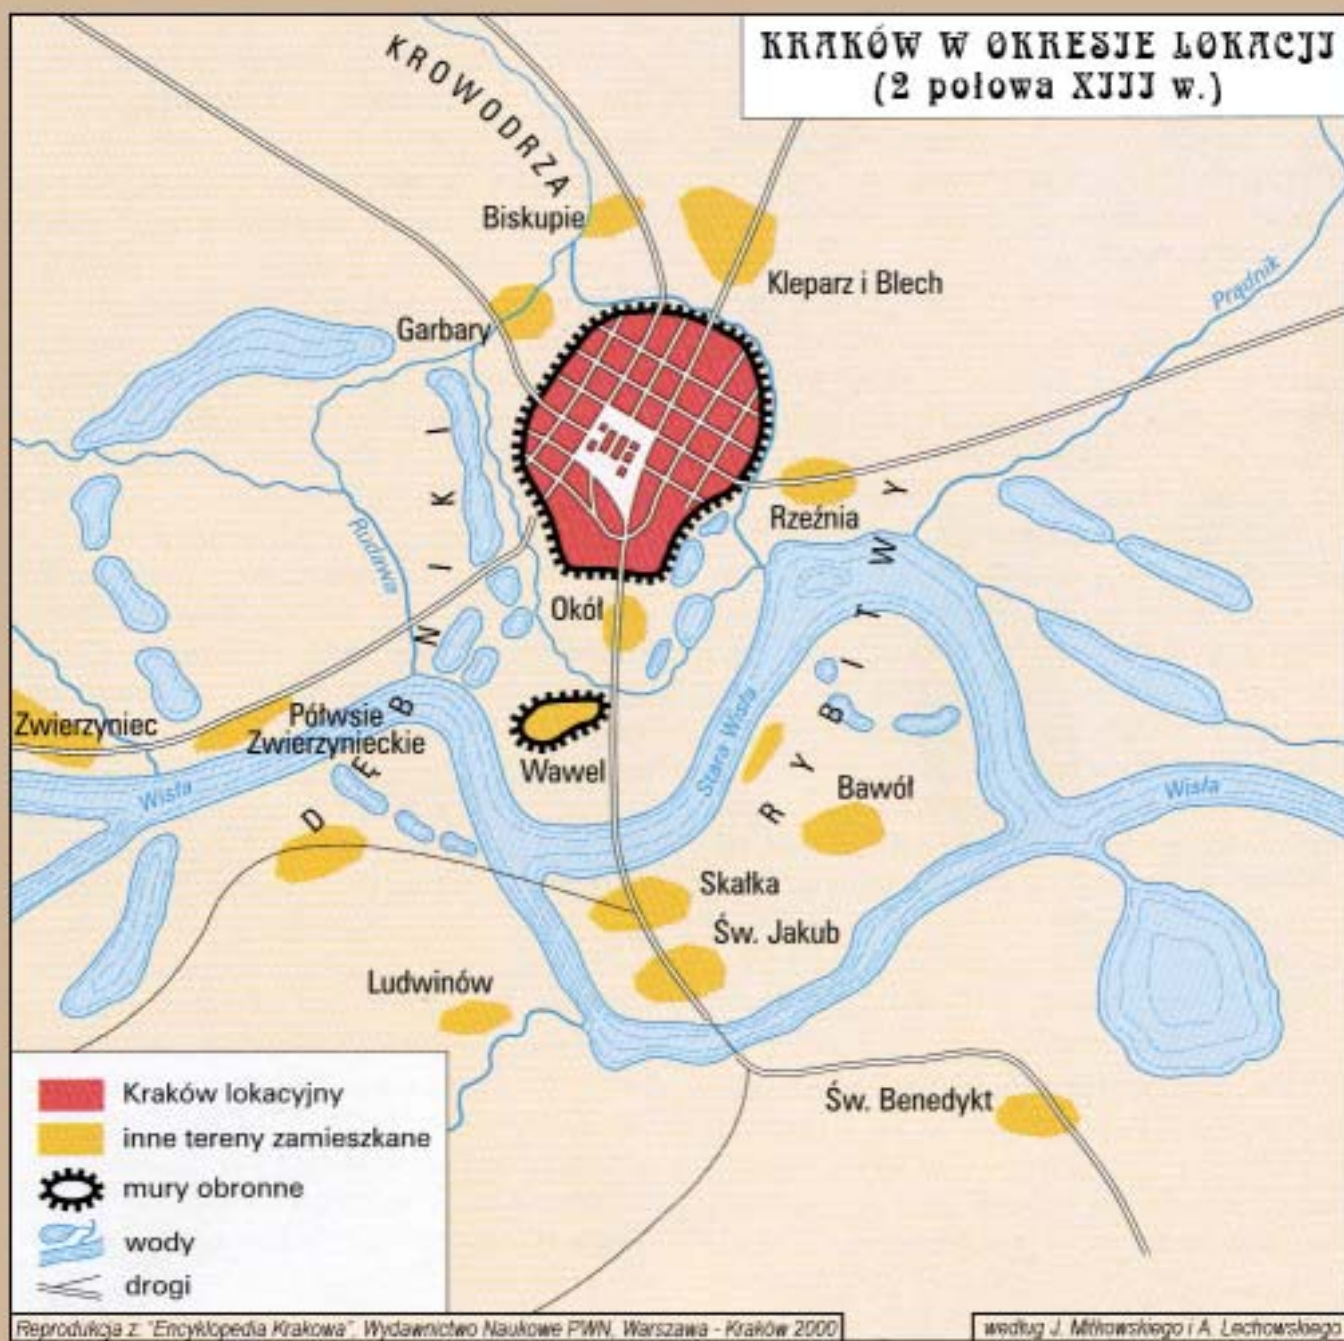 KRAKÓW W OKRESIE LOKACJI
(2 połowa XIII w.)
KROWODRZA
Biskupie
Kleparz i Blech
Prądnik
Garbary
Rudawa
Rzeźnia
Okół
DĘBNIKI
RYBITWY
Zwierzyniec
Półwsie
Zwierzynieckie
Wawel
Stara Wisła
Bawół
Wisła
Wisła
Skałka
Św. Jakub
Ludwinów
Św. Benedykt
Kraków lokacyjny
inne tereny zamieszkane
mury obronne
wody
drogi
Reprodukcja z: "Encyklopedia Krakowa", Wydawnictwo Naukowe PWN, Warszawa - Kraków 2000
według J. Mitkowskiego i A. Lechowskiego